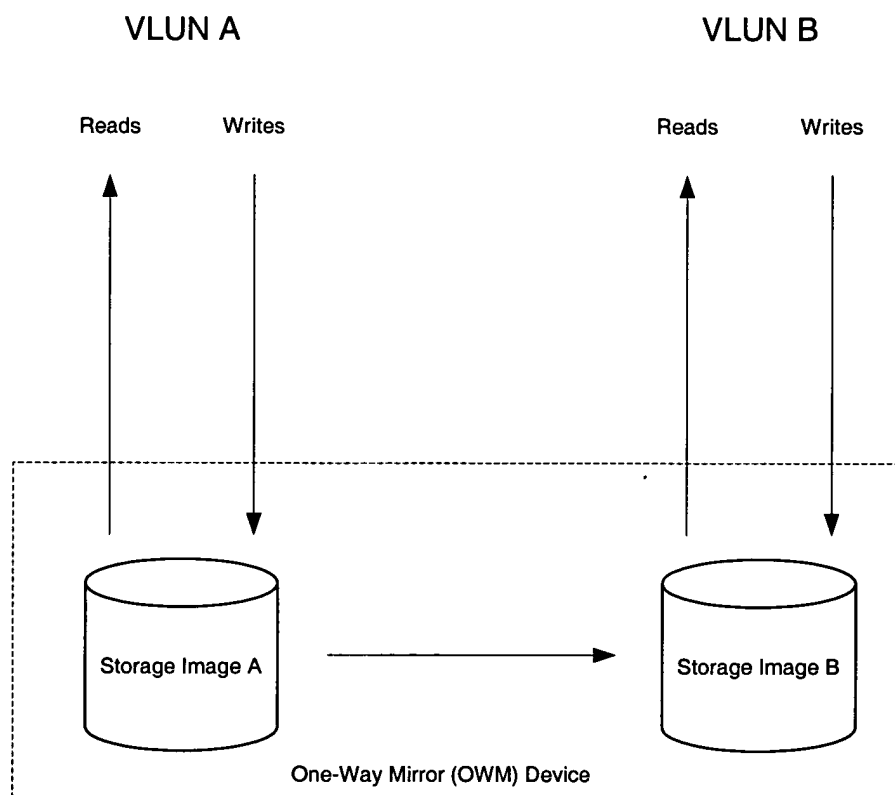 VLUN A VLUN B
Reads Writes Reads Writes
Storage Image A Storage Image B
One-Way Mirror (OWM) Device